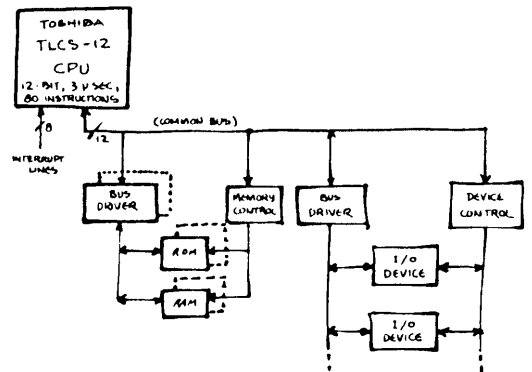 TOSHIBA
TLCS-12
CPU
12-BIT, 3 μ SEC,
80 INSTRUCTIONS
8
12
(COMMON BUS)
INTERRUPT
LINES
BUS
DRIVER
MEMORY
CONTROL
BUS
DRIVER
DEVICE
CONTROL
ROM
RAM
I/O
DEVICE
I/O
DEVICE